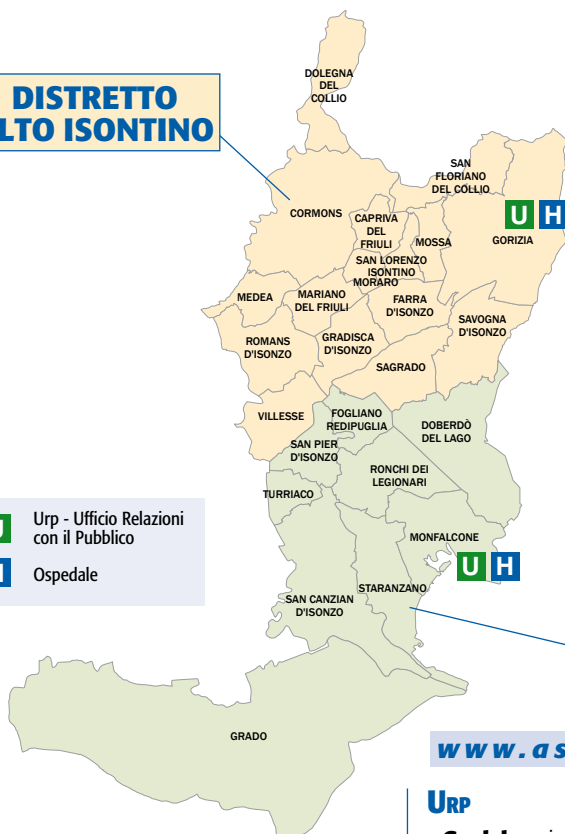 DISTRETTO
LTO ISONTINO
DOLEGNA
DEL
COLLIO
SAN
FLORIANO
DEL COLLIO
CORMONS
CAPRIVA
DEL
FRIULI
MOSSA
GORIZIA
U H
SAN LORENZO
ISONTINO
MORARO
MEDEA
MARIANO
DEL FRIULI
FARRA
D'ISONZO
SAVOGNA
D'ISONZO
ROMANS
D'ISONZO
GRADISCA
D'ISONZO
SAGRADO
VILLESSE
FOGLIANO
REDIPUGLIA
DOBERDÒ
DEL LAGO
SAN PIER
D'ISONZO
RONCHI DEI
LEGIONARI
TURRIACO
MONFALCONE
U H
STARANZANO
SAN CANZIAN
D'ISONZO
GRADO
U Urp - Ufficio Relazioni
con il Pubblico
H Ospedale
www.as
URP